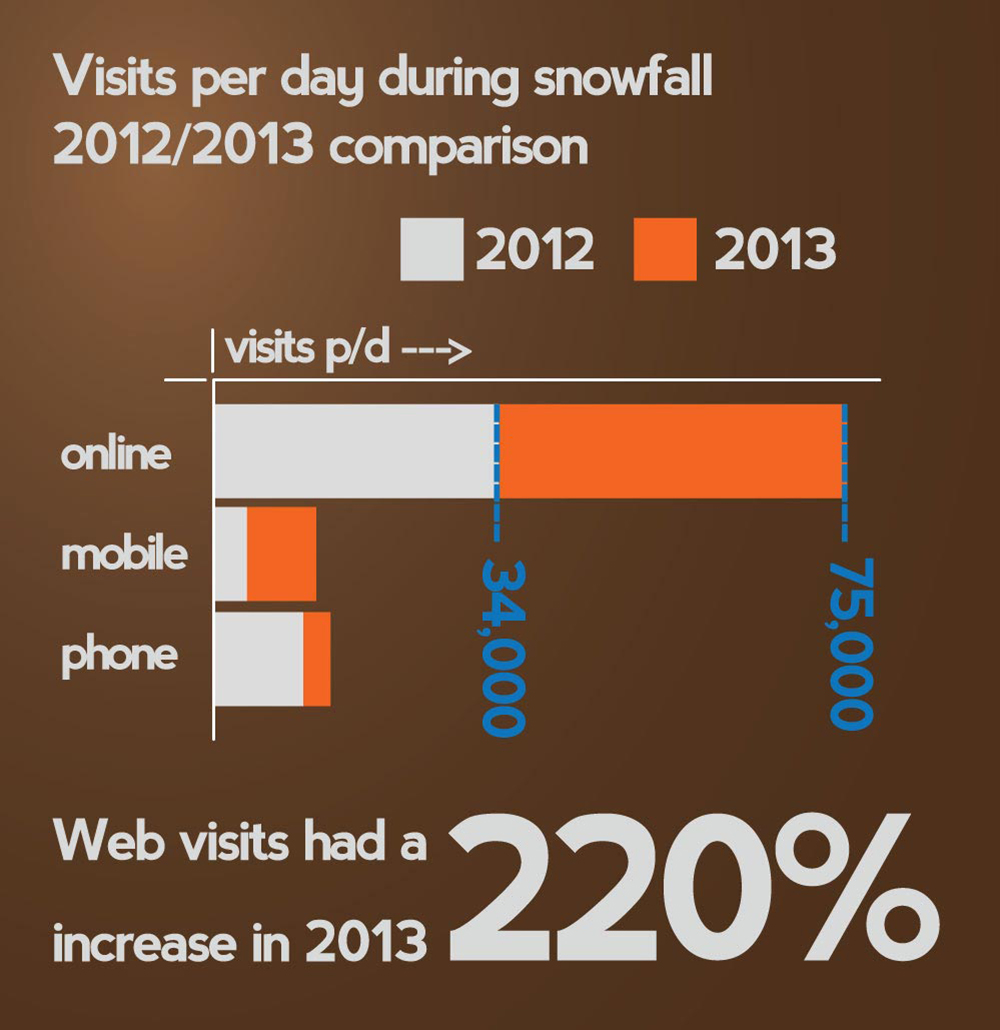 Visits per day during snowfall
2012/2013 comparison
2012 2013
visits p/d --->
online
mobile
phone
34,000
75,000
Web visits had a
increase in 2013
220%